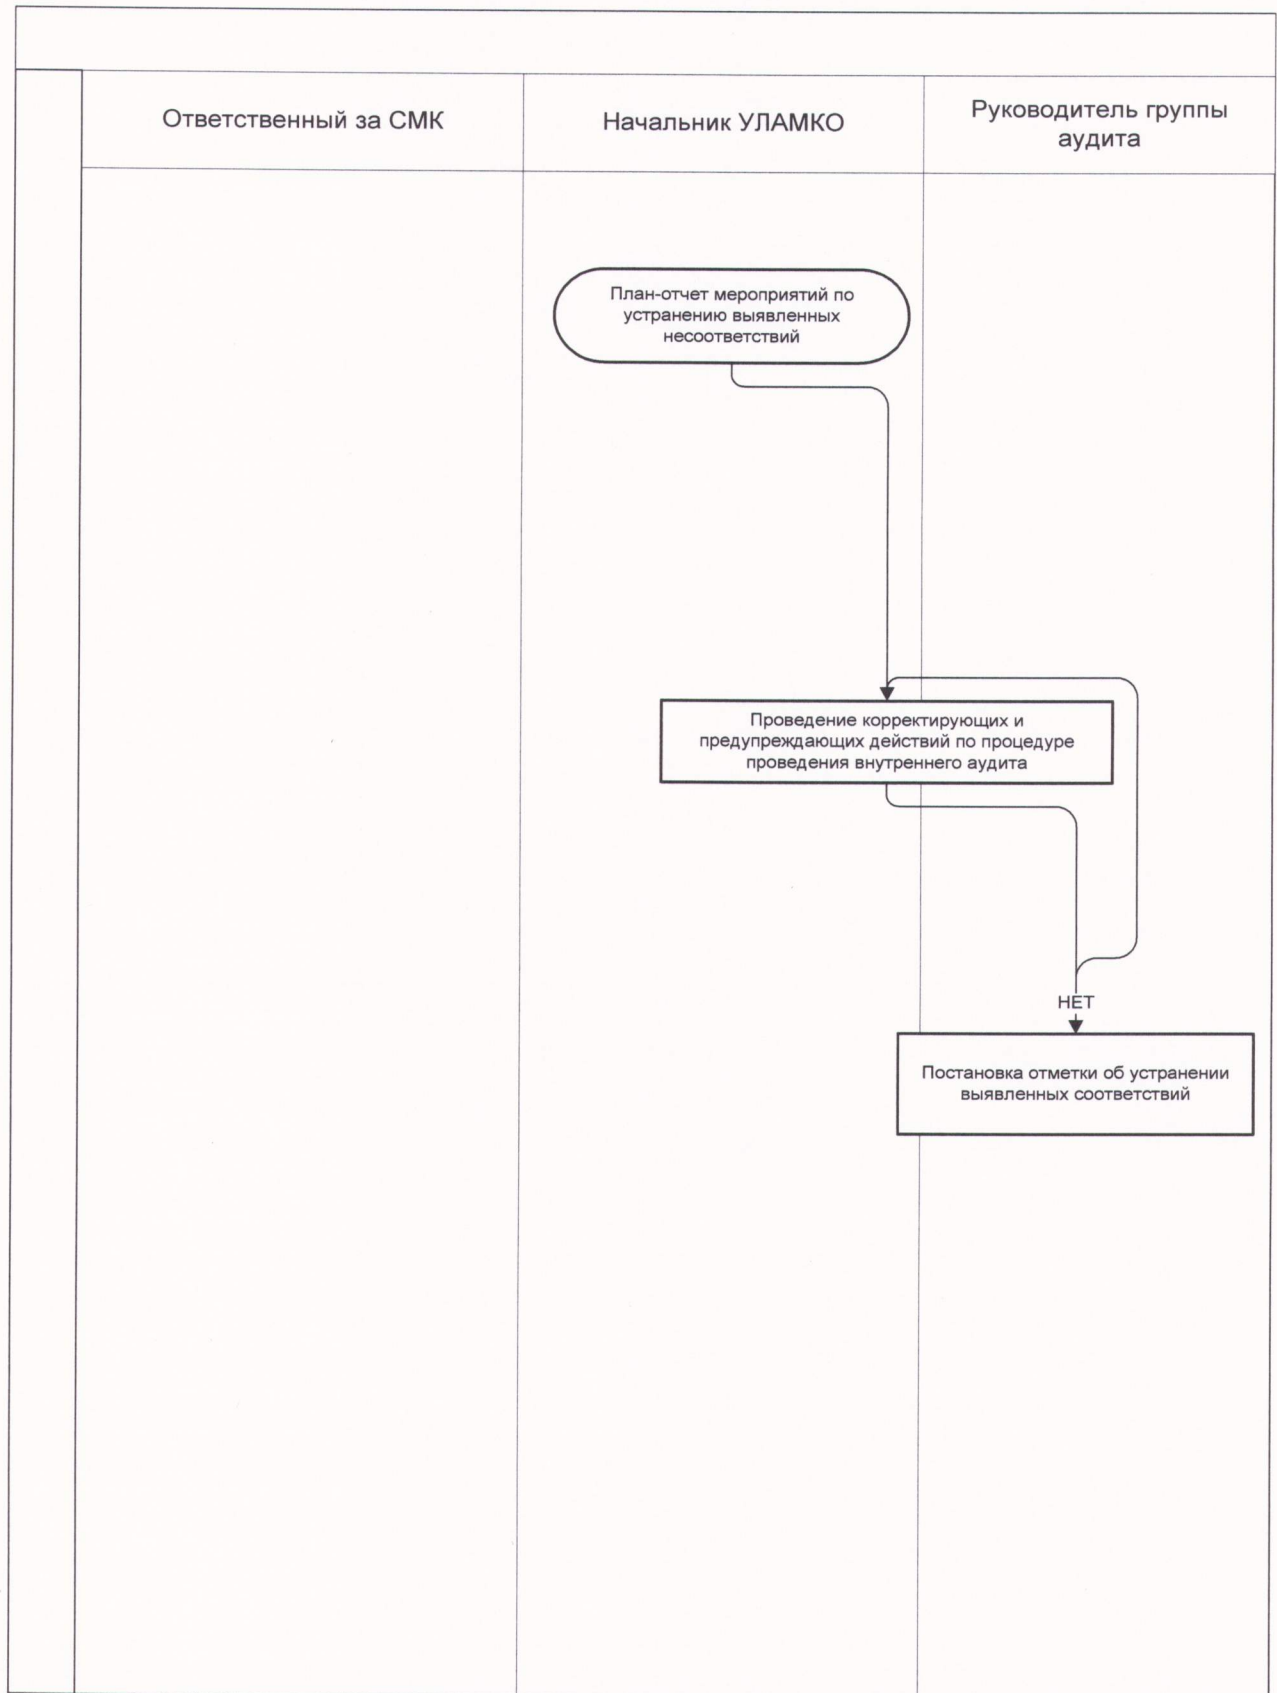 Ответственный за СМК
Начальник УЛАМКО
Руководитель группы
аудита
План-отчет мероприятий по
устранению выявленных
несоответствий
Проведение корректирующих и
предупреждающих действий по процедуре
проведения внутреннего аудита
НЕТ
Постановка отметки об устранении
выявленных соответствий